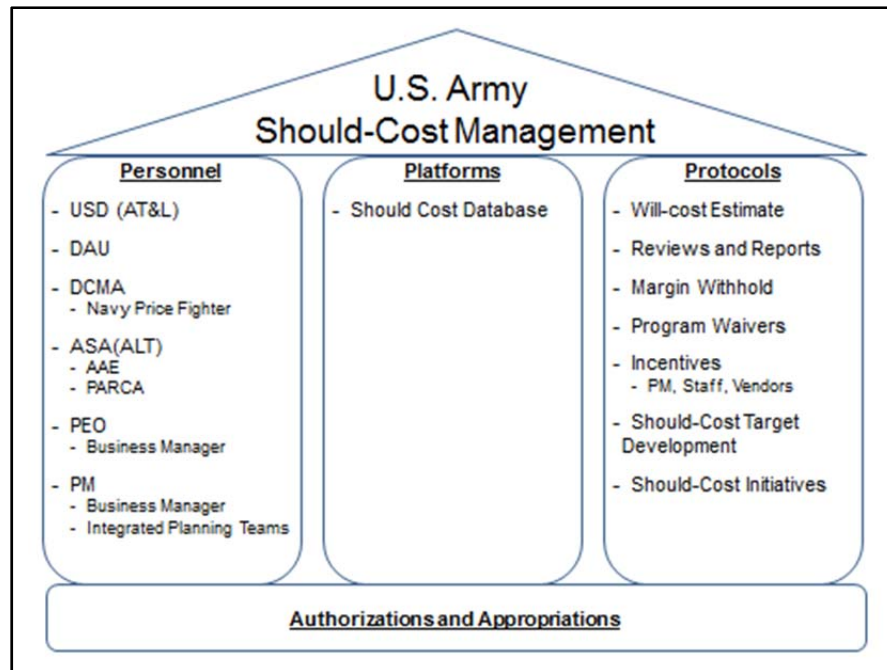 U.S. Army
Should-Cost Management
Personnel
- USD (AT&L)
- DAU
- DCMA
- Navy Price Fighter
- ASA(ALT)
- AAE
- PARCA
- PEO
- Business Manager
- PM
- Business Manager
- Integrated Planning Teams
Platforms
- Should Cost Database
Protocols
- Will-cost Estimate
- Reviews and Reports
- Margin Withhold
- Program Waivers
- Incentives
- PM, Staff, Vendors
- Should-Cost Target
Development
- Should-Cost Initiatives
Authorizations and Appropriations